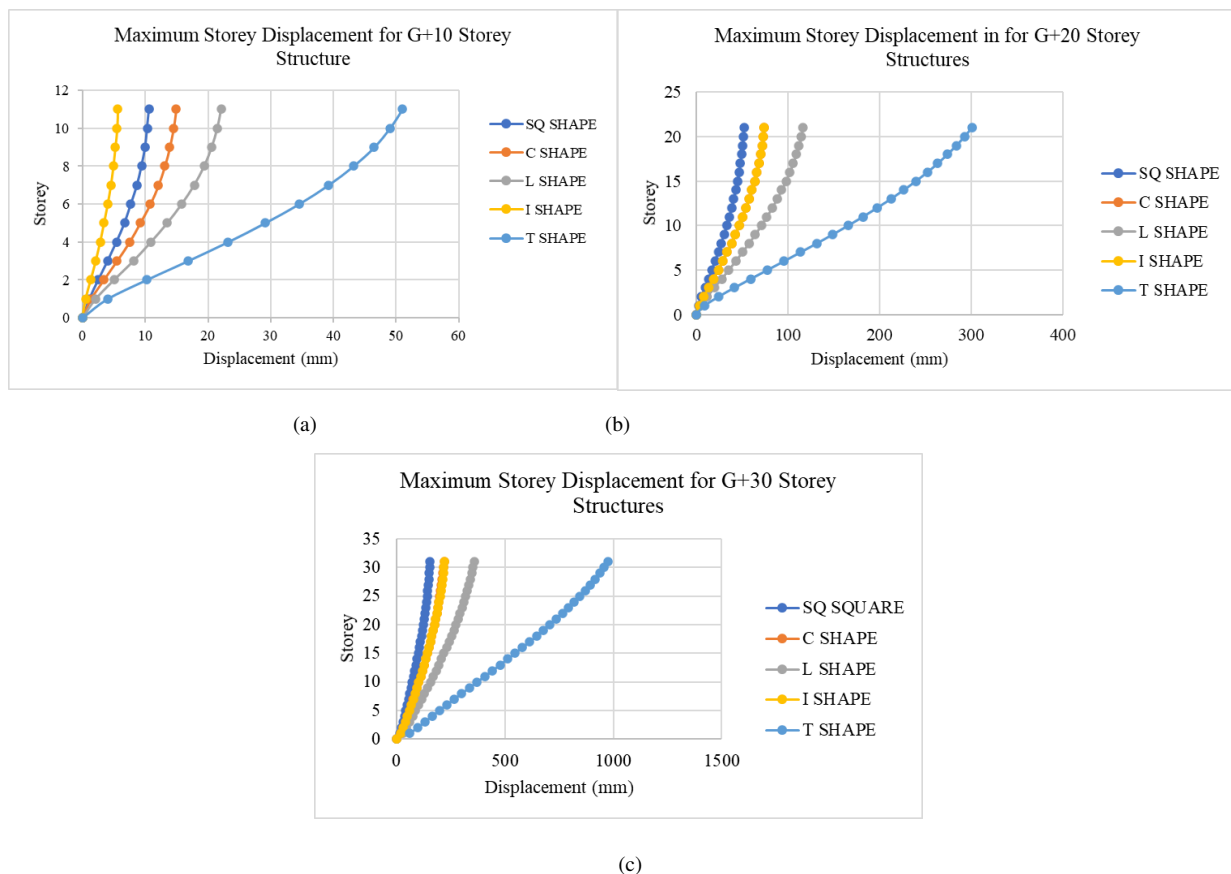 Maximum Storey Displacement for G+10 Storey
Structure
12
10
8
6
4
2
0
Storey
0 10 20 30 40 50 60
Displacement (mm)
SQ SHAPE
C SHAPE
L SHAPE
I SHAPE
T SHAPE
(a)
Maximum Storey Displacement in for G+20 Storey
Structures
25
20
15
10
5
0
Storey
0 100 200 300 400
Displacement (mm)
SQ SHAPE
C SHAPE
L SHAPE
I SHAPE
T SHAPE
(b)
Maximum Storey Displacement for G+30 Storey
Structures
35
30
25
20
15
10
5
0
Storey
0 500 1000 1500
Displacement (mm)
SQ SQUARE
C SHAPE
L SHAPE
I SHAPE
T SHAPE
(c)